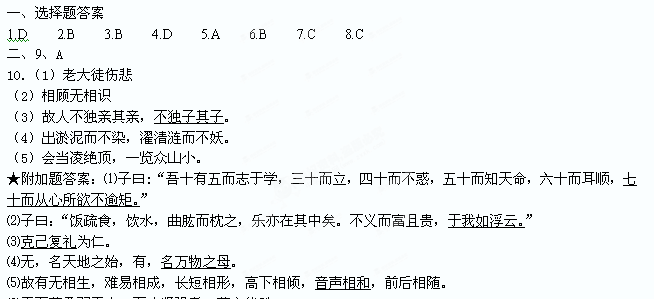 一、选择题答案
1.D 2.B 3.B 4.D 5.A 6.B 7.C 8.C
二、9、A
10.（1）老大徒伤悲
（2）相顾无相识
（3）故人不独亲其亲，不独子其子。
（4）出淤泥而不染，濯清涟而不妖。
（5）会当凌绝顶，一览众山小。
★附加题答案：⑴子曰：“吾十有五而志于学，三十而立，四十而不惑，五十而知天命，六十而耳顺，七
十而从心所欲不逾矩。”
⑵子曰：“饭疏食，饮水，曲肱而枕之，乐亦在其中矣。不义而富且贵，于我如浮云。”
⑶克己复礼为仁。
⑷无，名天地之始，有，名万物之母。
⑸故有无相生，难易相成，长短相形，高下相倾，音声相和，前后相随。